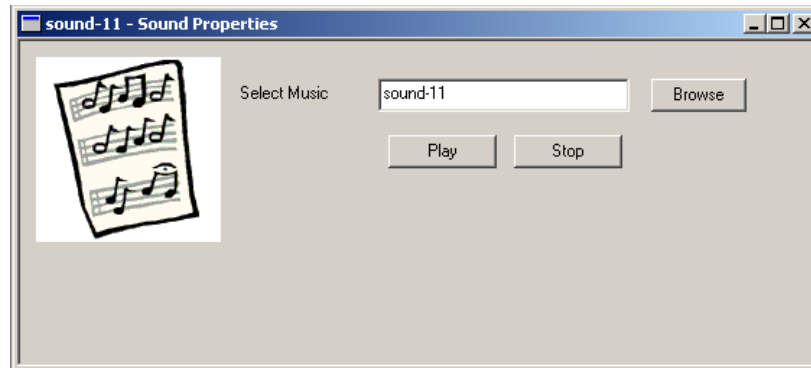 sound-11 - Sound Properties
Select Music
sound-11
Browse
Play
Stop